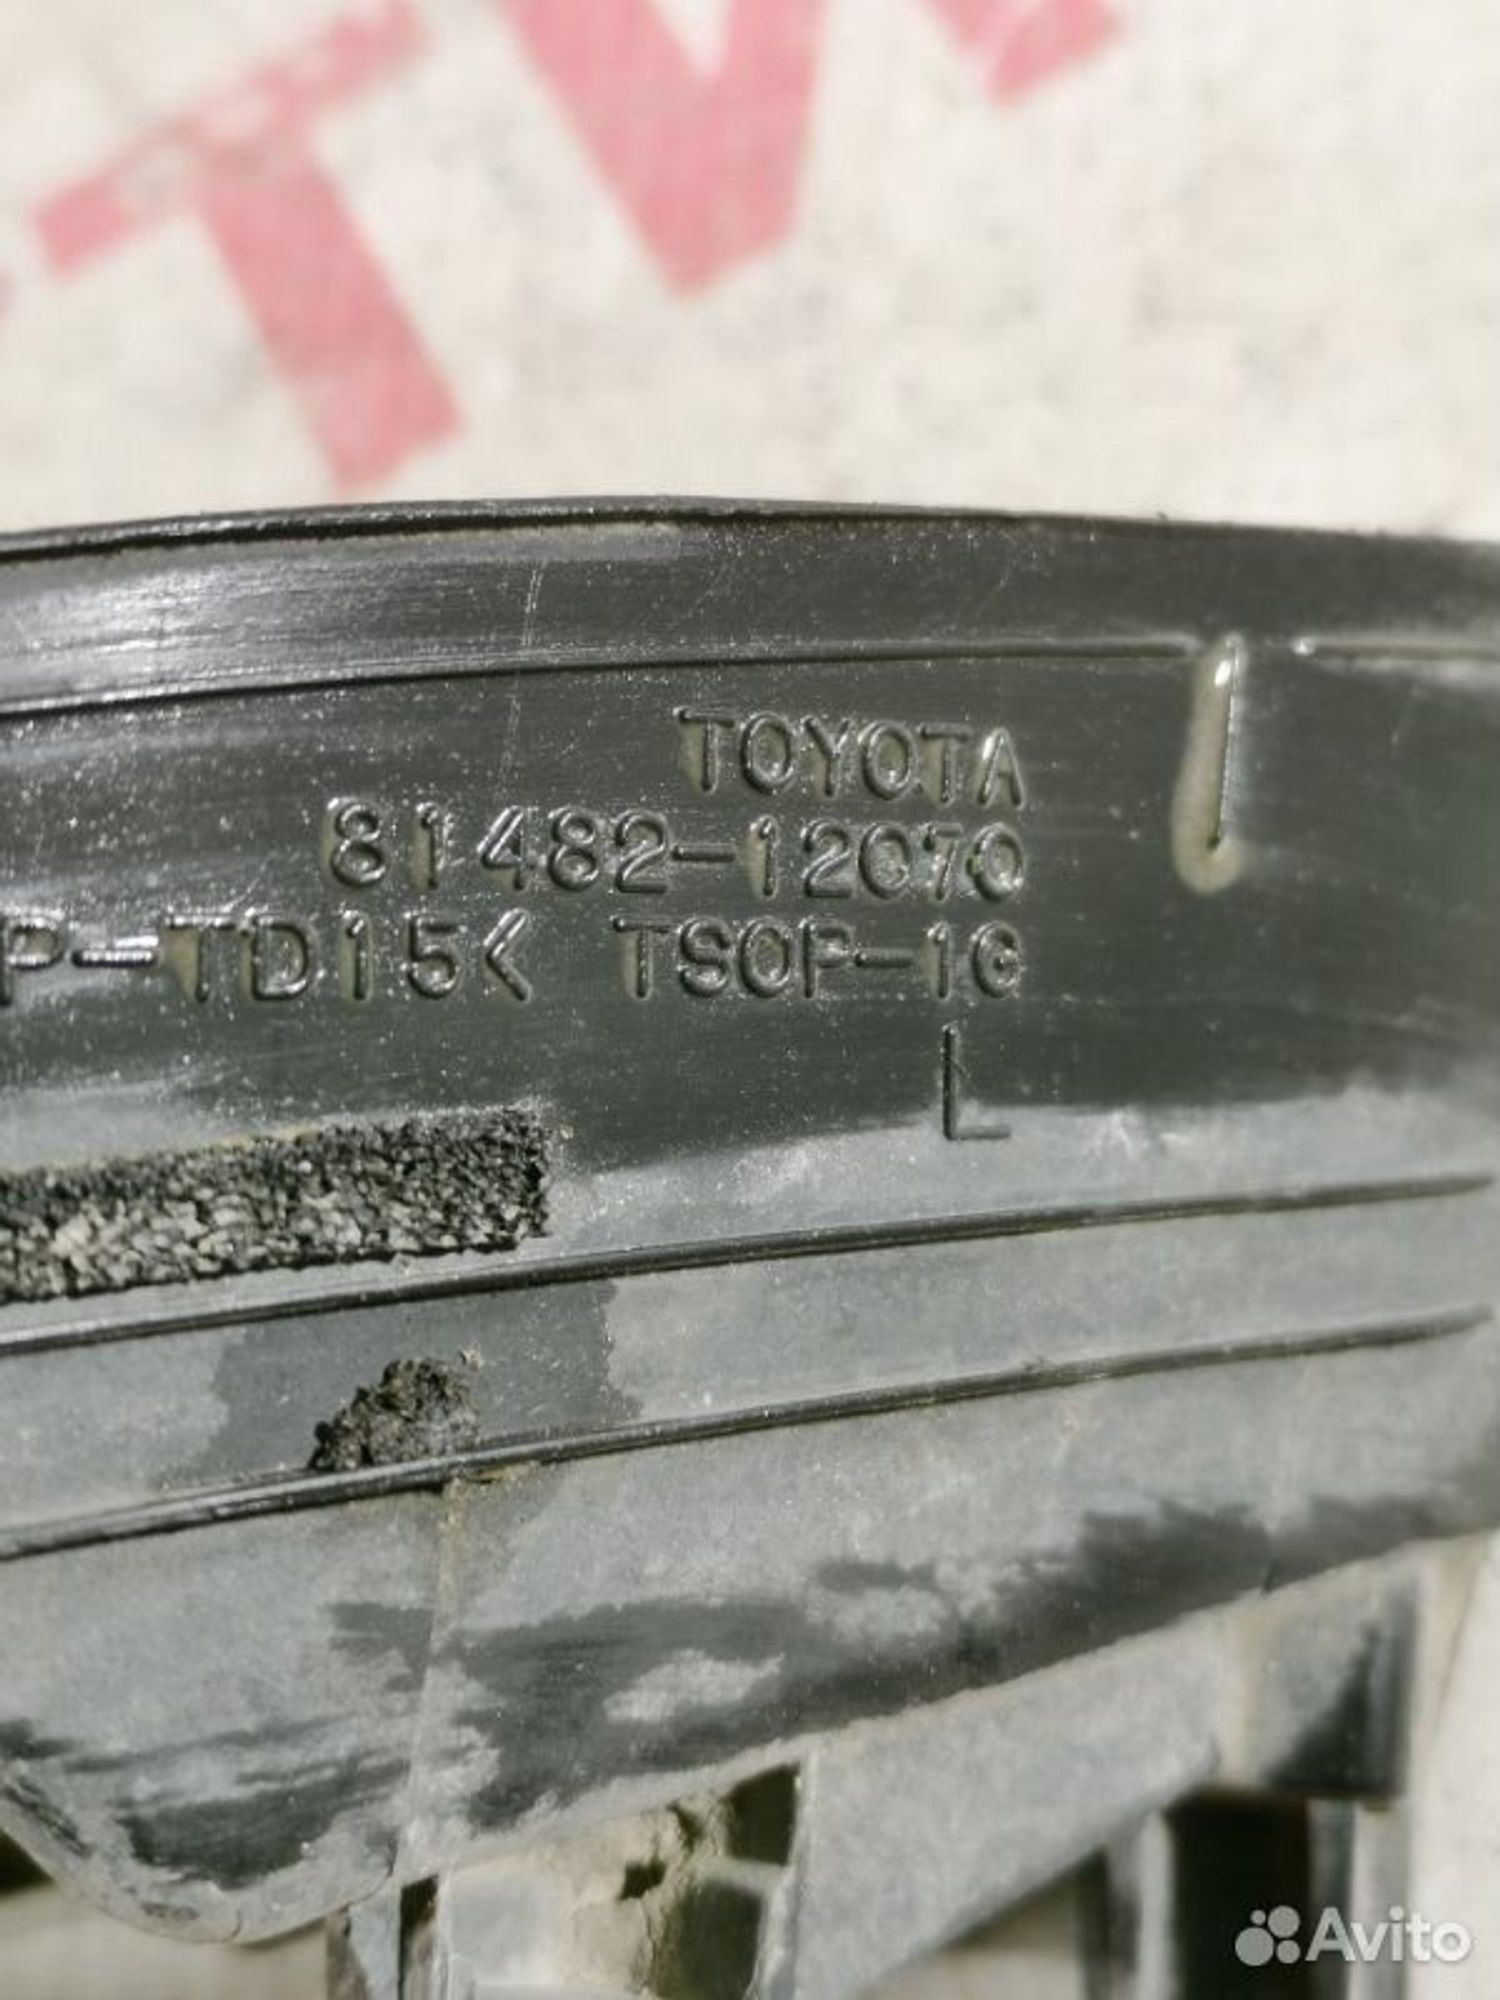 TOYOTA
81482-12070
P-TD15< TSOP-1G
L
Avito